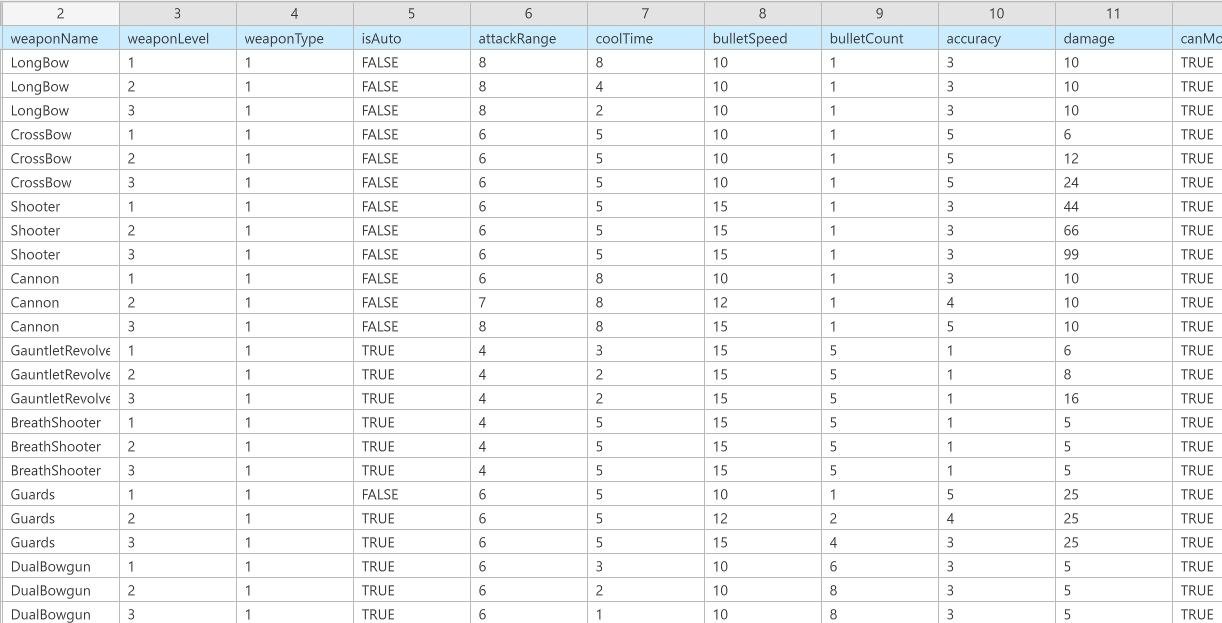 2 3 4 5 6 7 8 9 10 11
weaponName weaponLevel weaponType isAuto attackRange coolTime bulletSpeed bulletCount accuracy damage canMo
LongBow 1 1 FALSE 8 8 10 1 3 10 TRUE
LongBow 2 1 FALSE 8 4 10 1 3 10 TRUE
LongBow 3 1 FALSE 8 2 10 1 3 10 TRUE
CrossBow 1 1 FALSE 6 5 10 1 5 6 TRUE
CrossBow 2 1 FALSE 6 5 10 1 5 12 TRUE
CrossBow 3 1 FALSE 6 5 10 1 5 24 TRUE
Shooter 1 1 FALSE 6 5 15 1 3 44 TRUE
Shooter 2 1 FALSE 6 5 15 1 3 66 TRUE
Shooter 3 1 FALSE 6 5 15 1 3 99 TRUE
Cannon 1 1 FALSE 6 8 10 1 3 10 TRUE
Cannon 2 1 FALSE 7 8 12 1 4 10 TRUE
Cannon 3 1 FALSE 8 8 15 1 5 10 TRUE
GauntletRevolve 1 1 TRUE 4 3 15 5 1 6 TRUE
GauntletRevolve 2 1 TRUE 4 2 15 5 1 8 TRUE
GauntletRevolve 3 1 TRUE 4 2 15 5 1 16 TRUE
BreathShooter 1 1 TRUE 4 5 15 5 1 5 TRUE
BreathShooter 2 1 TRUE 4 5 15 5 1 5 TRUE
BreathShooter 3 1 TRUE 4 5 15 5 1 5 TRUE
Guards 1 1 FALSE 6 5 10 1 5 25 TRUE
Guards 2 1 TRUE 6 5 12 2 4 25 TRUE
Guards 3 1 TRUE 6 5 15 4 3 25 TRUE
DualBowgun 1 1 TRUE 6 3 10 6 3 5 TRUE
DualBowgun 2 1 TRUE 6 2 10 8 3 5 TRUE
DualBowgun 3 1 TRUE 6 1 10 8 3 5 TRUE